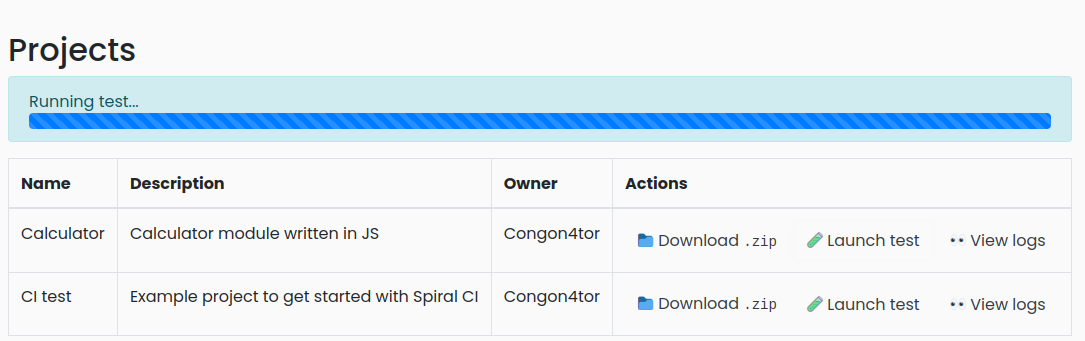 Projects
Running test...
Name Description Owner Actions
Calculator Calculator module written in JS Congon4tor Download .zip Launch test View logs
CI test Example project to get started with Spiral CI Congon4tor Download .zip Launch test View logs